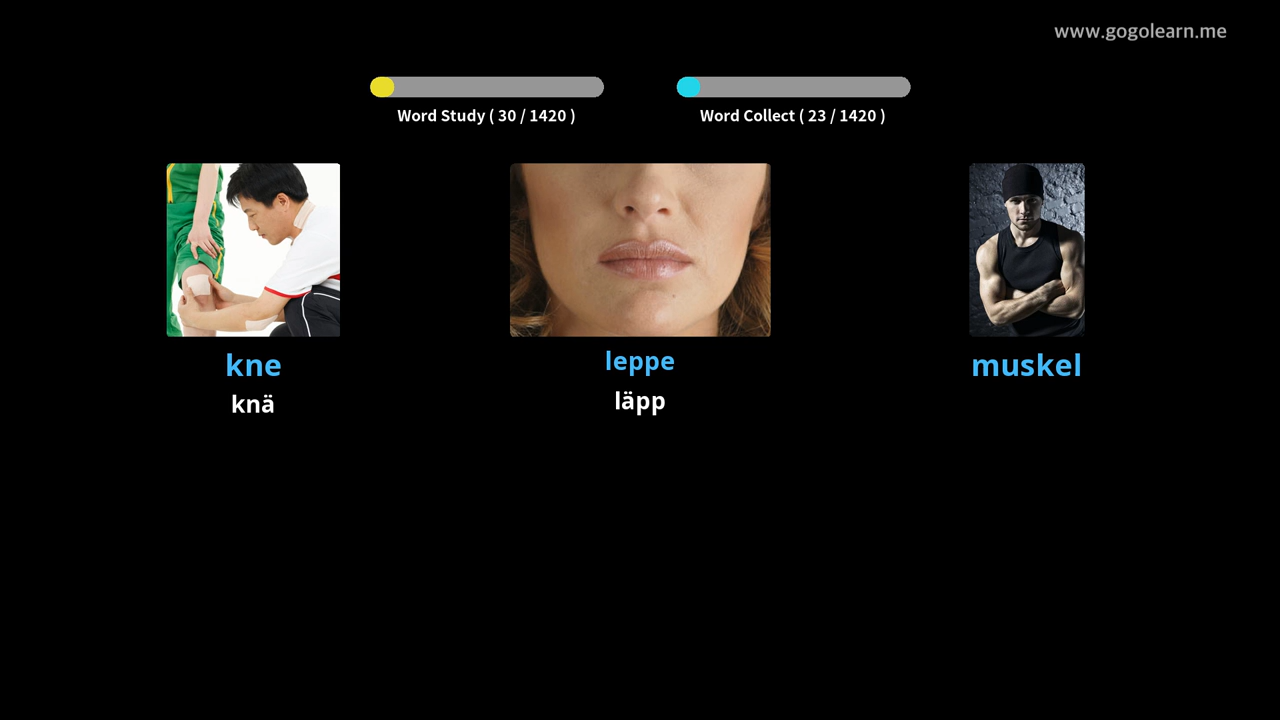 www.gogolearn.me
Word Study ( 30 / 1420 )
Word Collect ( 23 / 1420 )
kne
knä
leppe
läpp
muskel